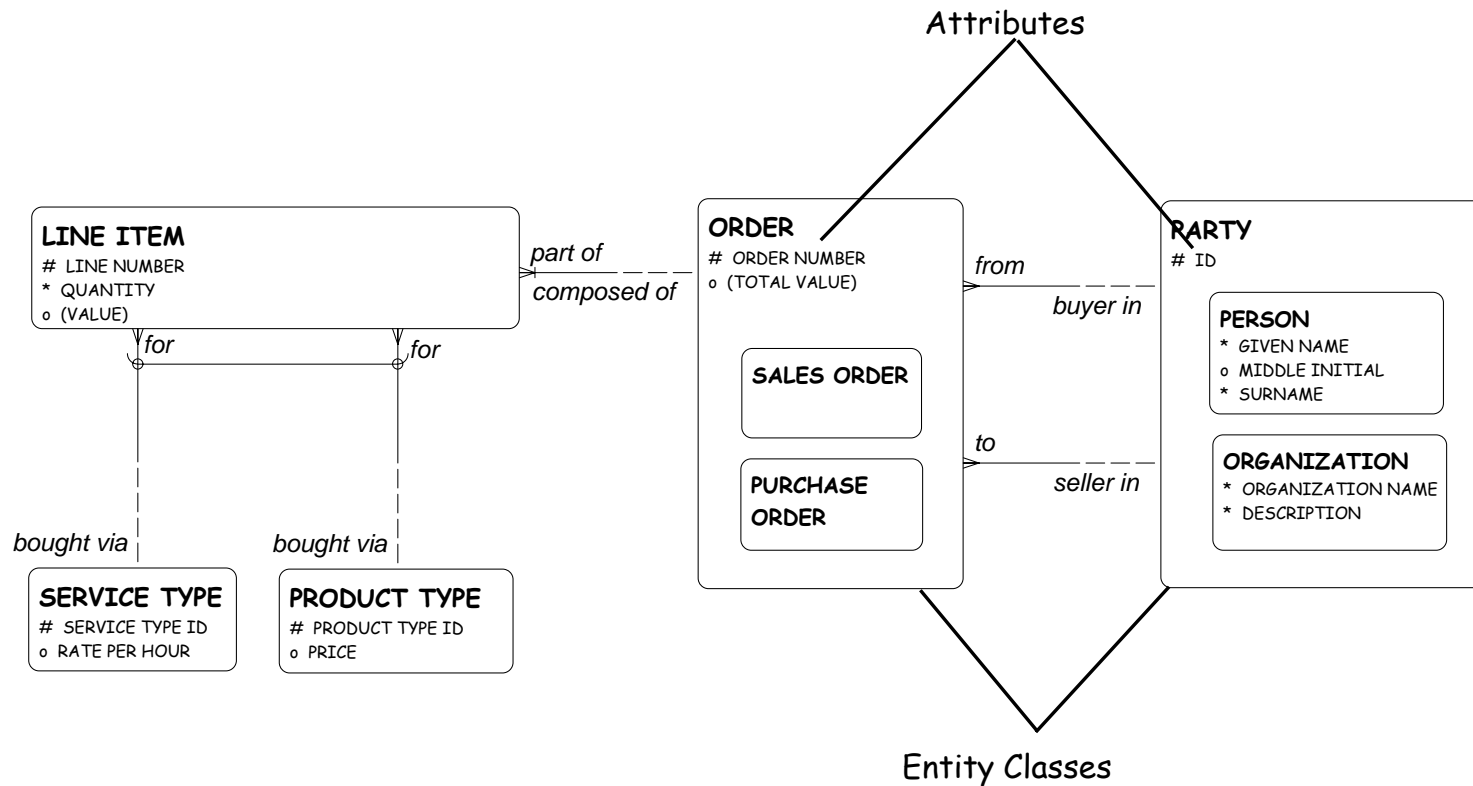 Attributes
LINE ITEM
# LINE NUMBER
* QUANTITY
o (VALUE)
part of
composed of
for
for
bought via
bought via
SERVICE TYPE
# SERVICE TYPE ID
o RATE PER HOUR
PRODUCT TYPE
# PRODUCT TYPE ID
o PRICE
ORDER
# ORDER NUMBER
o (TOTAL VALUE)
SALES ORDER
PURCHASE
ORDER
from
buyer in
to
seller in
PARTY
# ID
PERSON
* GIVEN NAME
o MIDDLE INITIAL
* SURNAME
ORGANIZATION
* ORGANIZATION NAME
* DESCRIPTION
Entity Classes